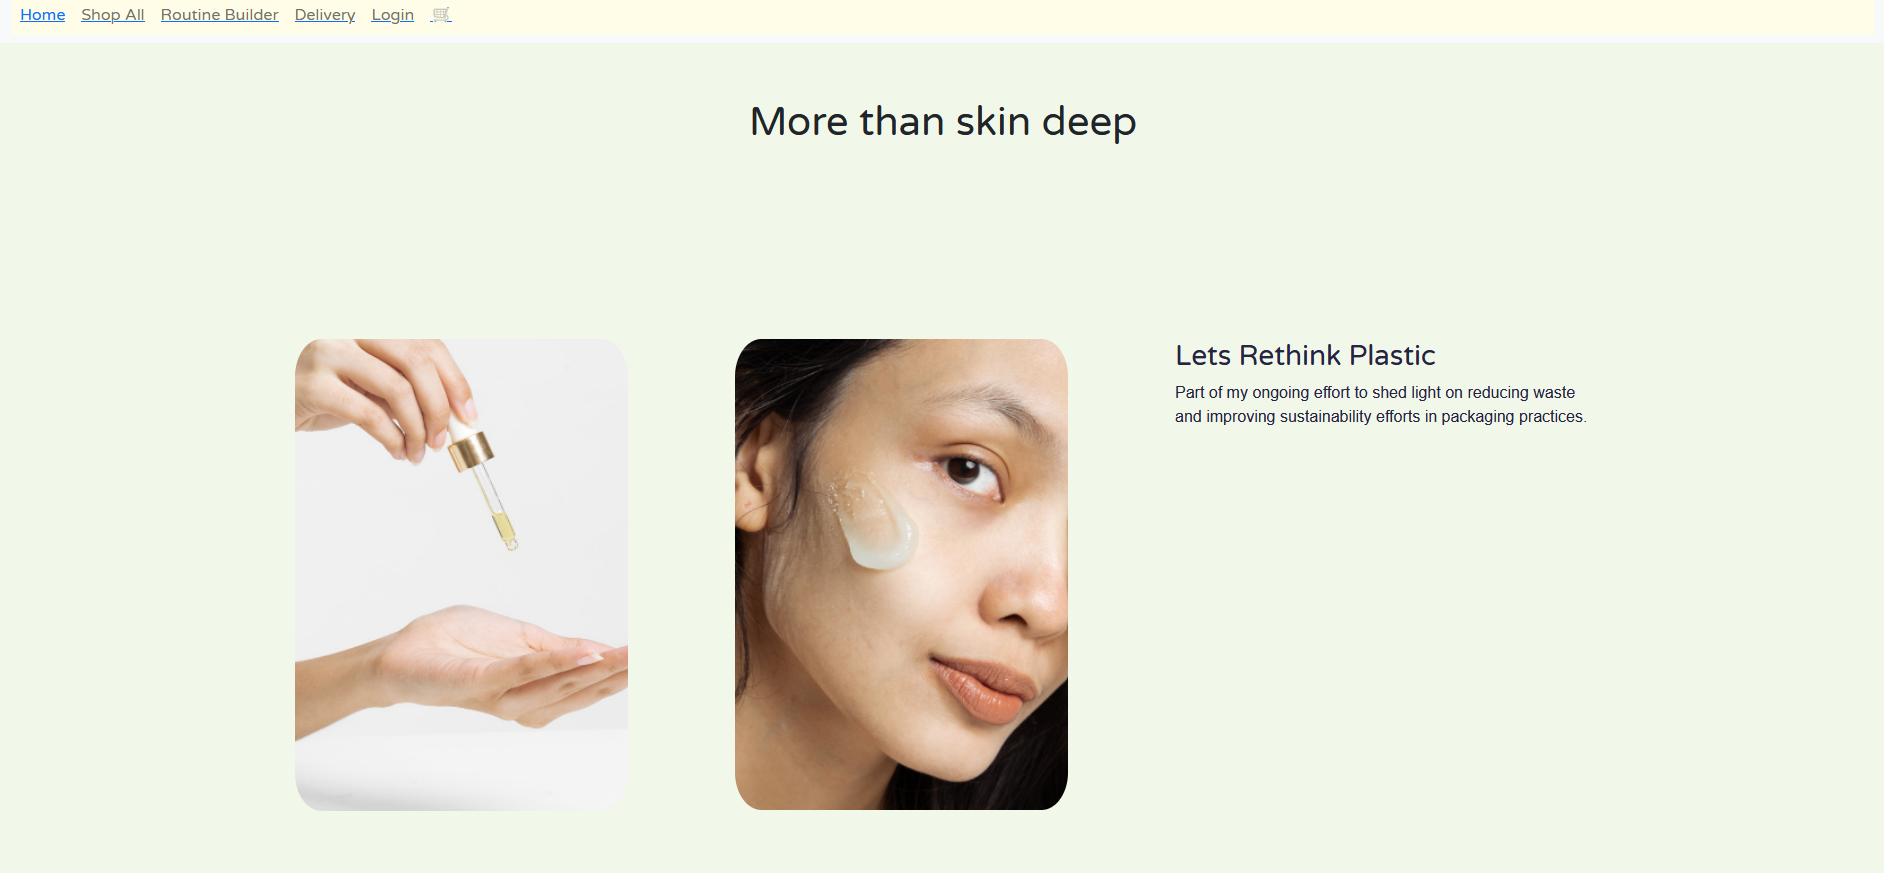 Home Shop All Routine Builder Delivery Login
More than skin deep
Lets Rethink Plastic
Part of my ongoing effort to shed light on reducing waste
and improving sustainability efforts in packaging practices.